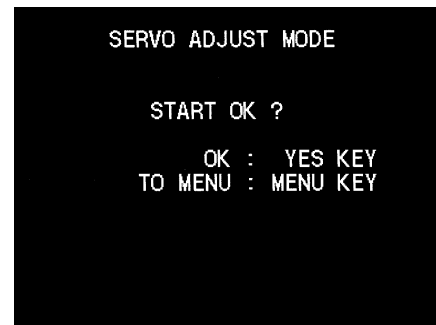 SERVO ADJUST MODE
START OK ?
OK : YES KEY
TO MENU : MENU KEY